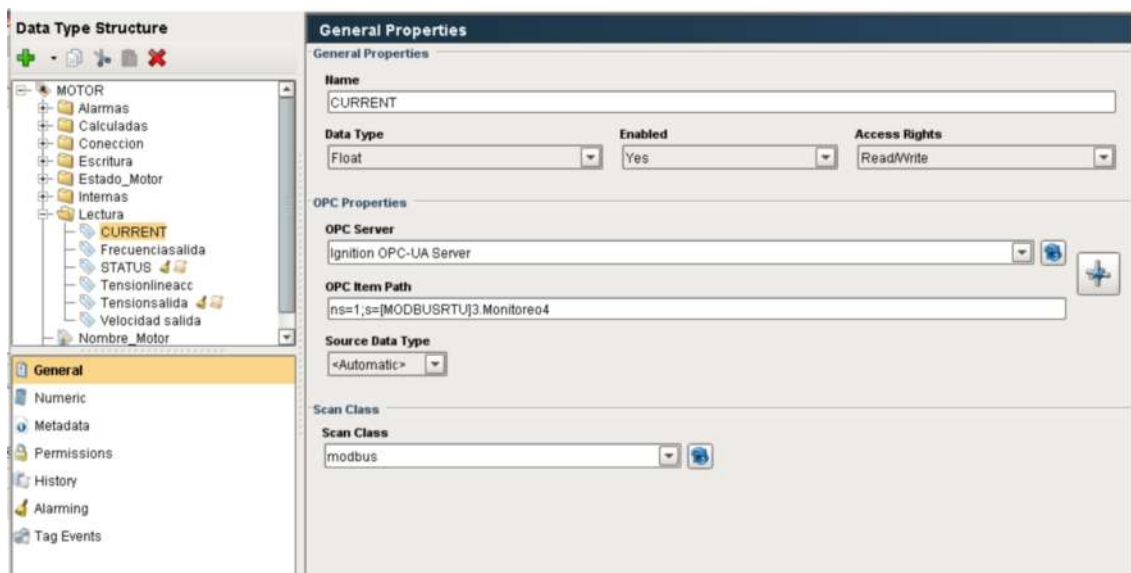 Data Type Structure
MOTOR
Alarmas
Calculadas
Coneccion
Escritura
Estado_Motor
Internas
Lectura
CURRENT
Frecuenciasalida
STATUS
Tensionlineacc
Tensionsalida
Velocidad salida
Nombre_Motor
General
Numeric
Metadata
Permissions
History
Alarming
Tag Events
General Properties
General Properties
Name
CURRENT
Data Type Enabled Access Rights
Float Yes Read/Write
OPC Properties
OPC Server
Ignition OPC-UA Server
OPC Item Path
ns=1;s=[MODBUSRTU]3.Monitoreo4
Source Data Type
<Automatic>
Scan Class
Scan Class
modbus